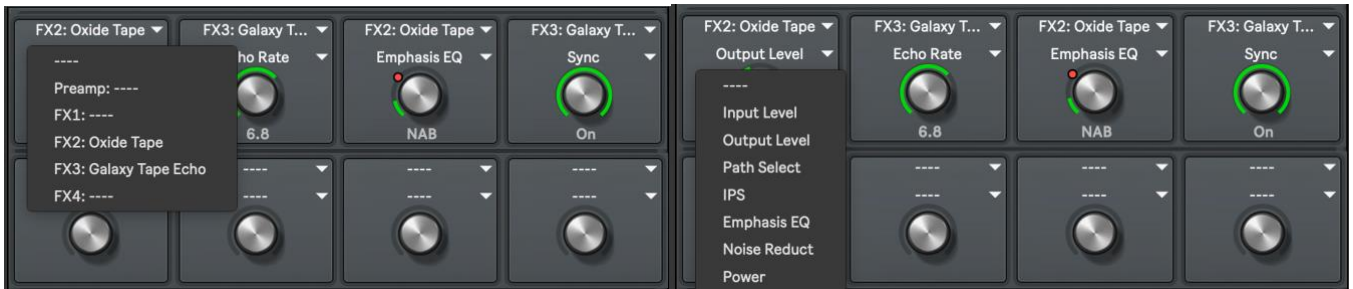 FX2: Oxide Tape
FX3: Galaxy T...
FX2: Oxide Tape
FX3: Galaxy T...
----
Preamp: ----
FX1: ----
FX2: Oxide Tape
FX3: Galaxy Tape Echo
FX4: ----
ho Rate
Emphasis EQ
Sync
6.8
NAB
On
----
----
----
----
----
----
FX2: Oxide Tape
FX3: Galaxy T...
FX2: Oxide Tape
FX3: Galaxy T...
Output Level
Echo Rate
Emphasis EQ
Sync
----
Input Level
Output Level
Path Select
IPS
Emphasis EQ
Noise Reduct
Power
6.8
NAB
On
----
----
----
----
----
----